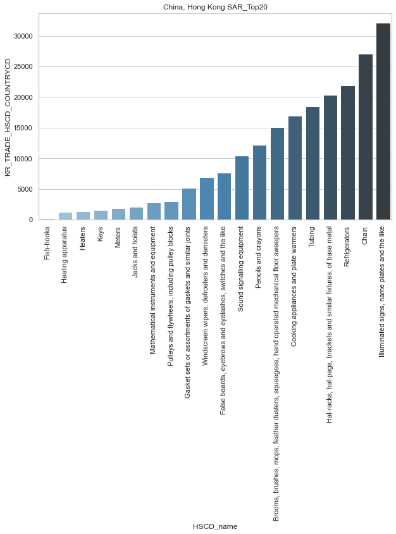 China, Hong Kong SAR_Top20
KR_TRADE_HSCD_COUNTRYCD
30000
25000
20000
15000
10000
5000
0
Fish-hooks
Heating apparatus
Heaters
Keys
Meters
Jacks and hoists
Mathematical instruments and equipment
Pulleys and flywheels, including pulley blocks
Gasket sets or assortments of gaskets and similar joints
Windscreen wipers, defrosters and demisters
False beards, eyebrows and eyelashes, switches and the like
Sound signalling equipment
Pencils and crayons
Brooms, brushes, mops, feather dusters, squeegees, hand operated mechanical floor sweepers
Cooking appliances and plate warmers
Tubing
Hat-racks, hat-pegs, brackets and similar fixtures, of base metal
Refrigerators
Chain
Illuminated signs, name plates and the like
HSCD_name